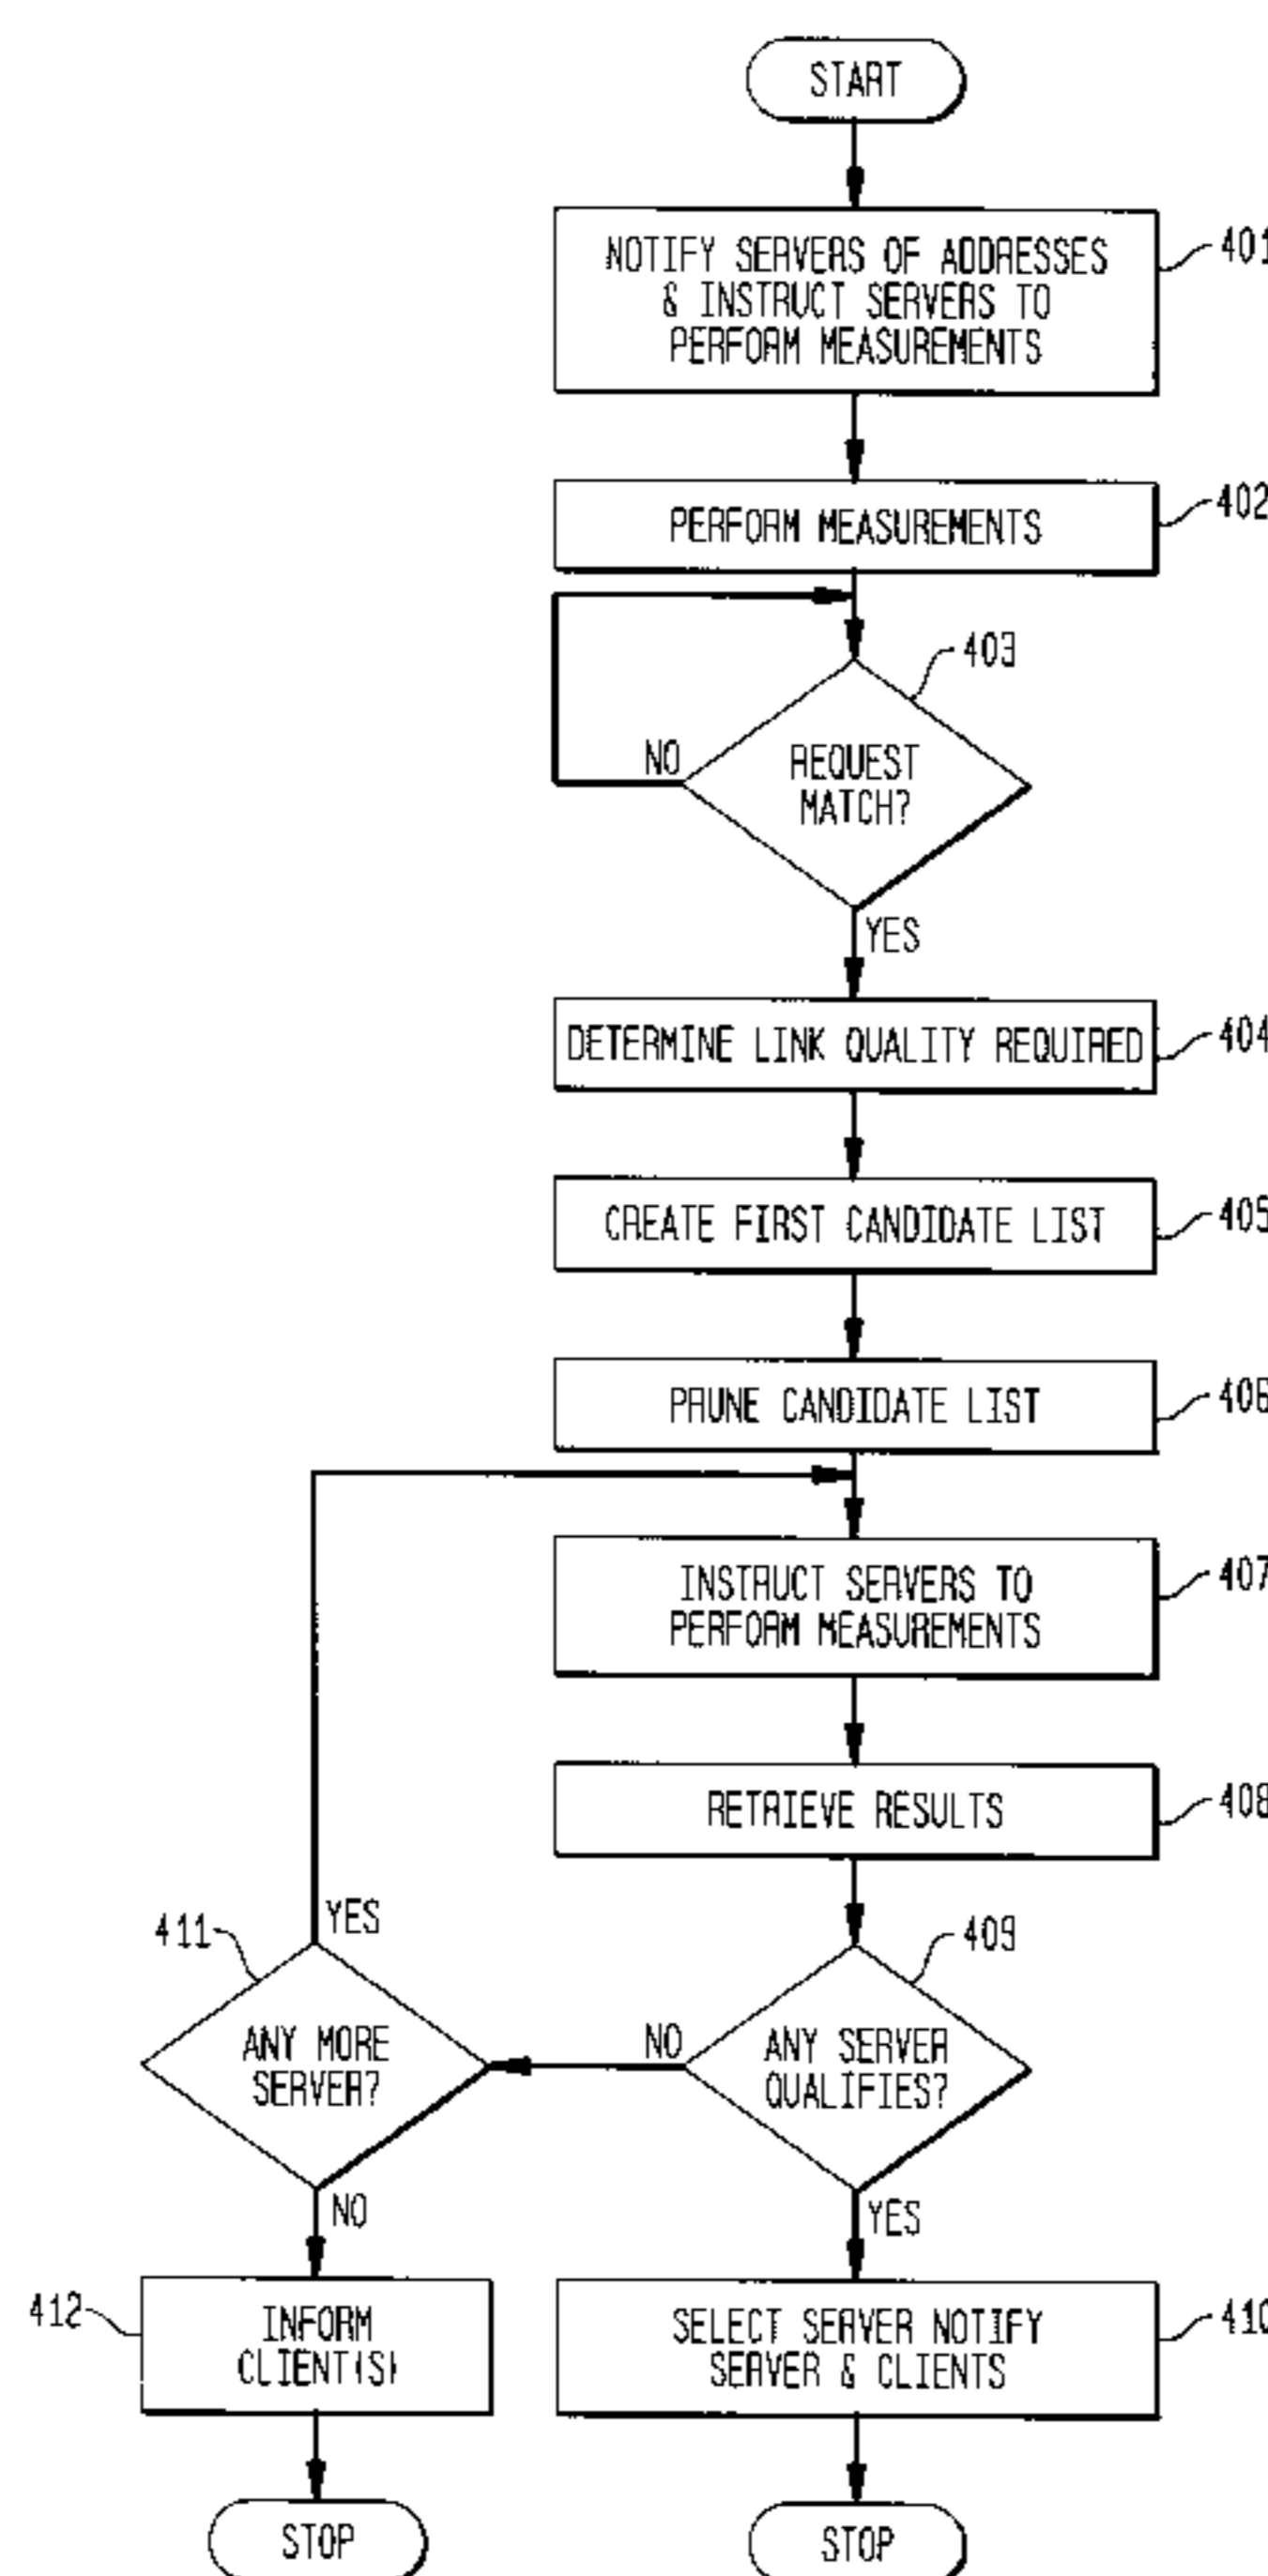 START
NOTIFY SERVERS OF ADDRESSES
& INSTRUCT SERVERS TO
PERFORM MEASUREMENTS
401
PERFORM MEASUREMENTS
402
403
NO
REQUEST
MATCH?
YES
DETERMINE LINK QUALITY REQUIRED
404
CREATE FIRST CANDIDATE LIST
405
PRUNE CANDIDATE LIST
406
INSTRUCT SERVERS TO
PERFORM MEASUREMENTS
407
RETRIEVE RESULTS
408
411
YES
409
ANY MORE
SERVER?
NO
ANY SERVER
QUALIFIES?
NO
YES
412
INFORM
CLIENT(S)
SELECT SERVER NOTIFY
SERVER & CLIENTS
410
STOP
STOP